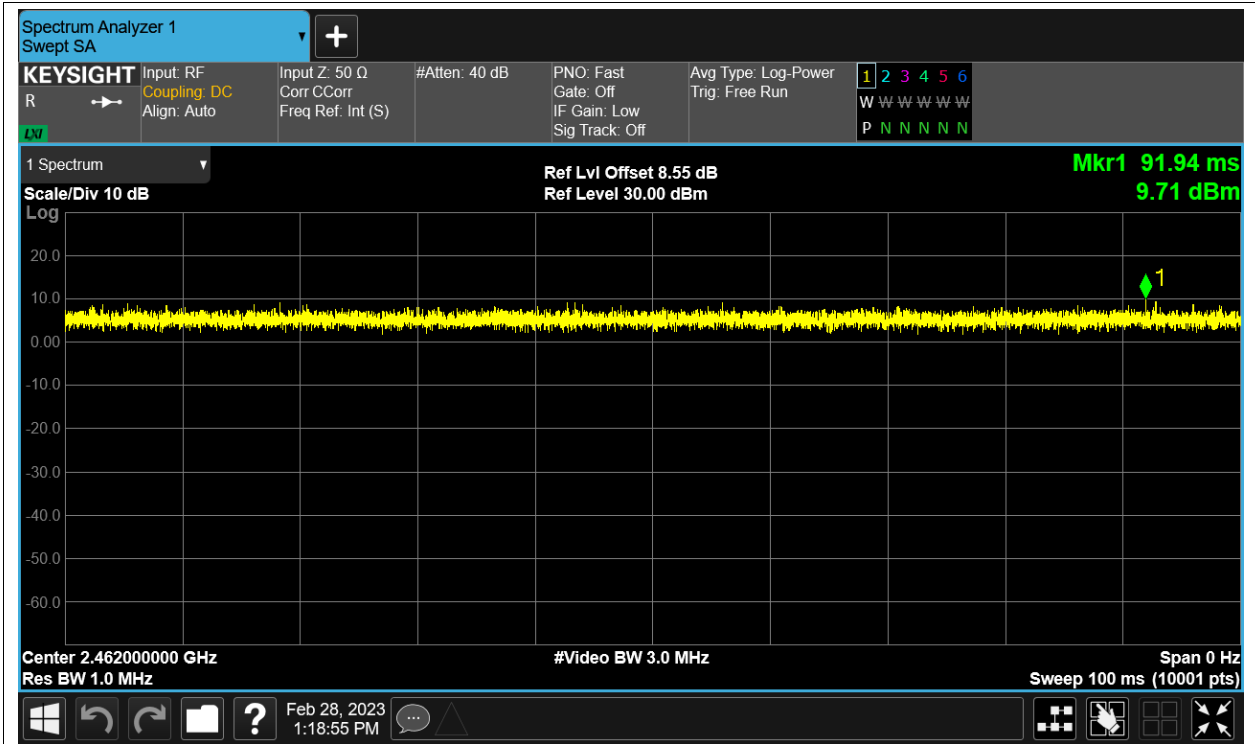 Spectrum Analyzer 1
Swept SA
KEYSIGHT
R
LXI
Input: RF
Coupling: DC
Align: Auto
Input Z: 50 Ω
Corr CCorr
Freq Ref: Int (S)
#Atten: 40 dB
PNO: Fast
Gate: Off
IF Gain: Low
Sig Track: Off
Avg Type: Log-Power
Trig: Free Run
1 2 3 4 5 6
W W W W W W
P N N N N N
1 Spectrum
Scale/Div 10 dB
Log
Ref Lvl Offset 8.55 dB
Ref Level 30.00 dBm
Mkr1 91.94 ms
9.71 dBm
20.0
10.0
0.00
-10.0
-20.0
-30.0
-40.0
-50.0
-60.0
1
Center 2.462000000 GHz
#Video BW 3.0 MHz
Span 0 Hz
Res BW 1.0 MHz
Sweep 100 ms (10001 pts)
?
Feb 28, 2023
1:18:55 PM